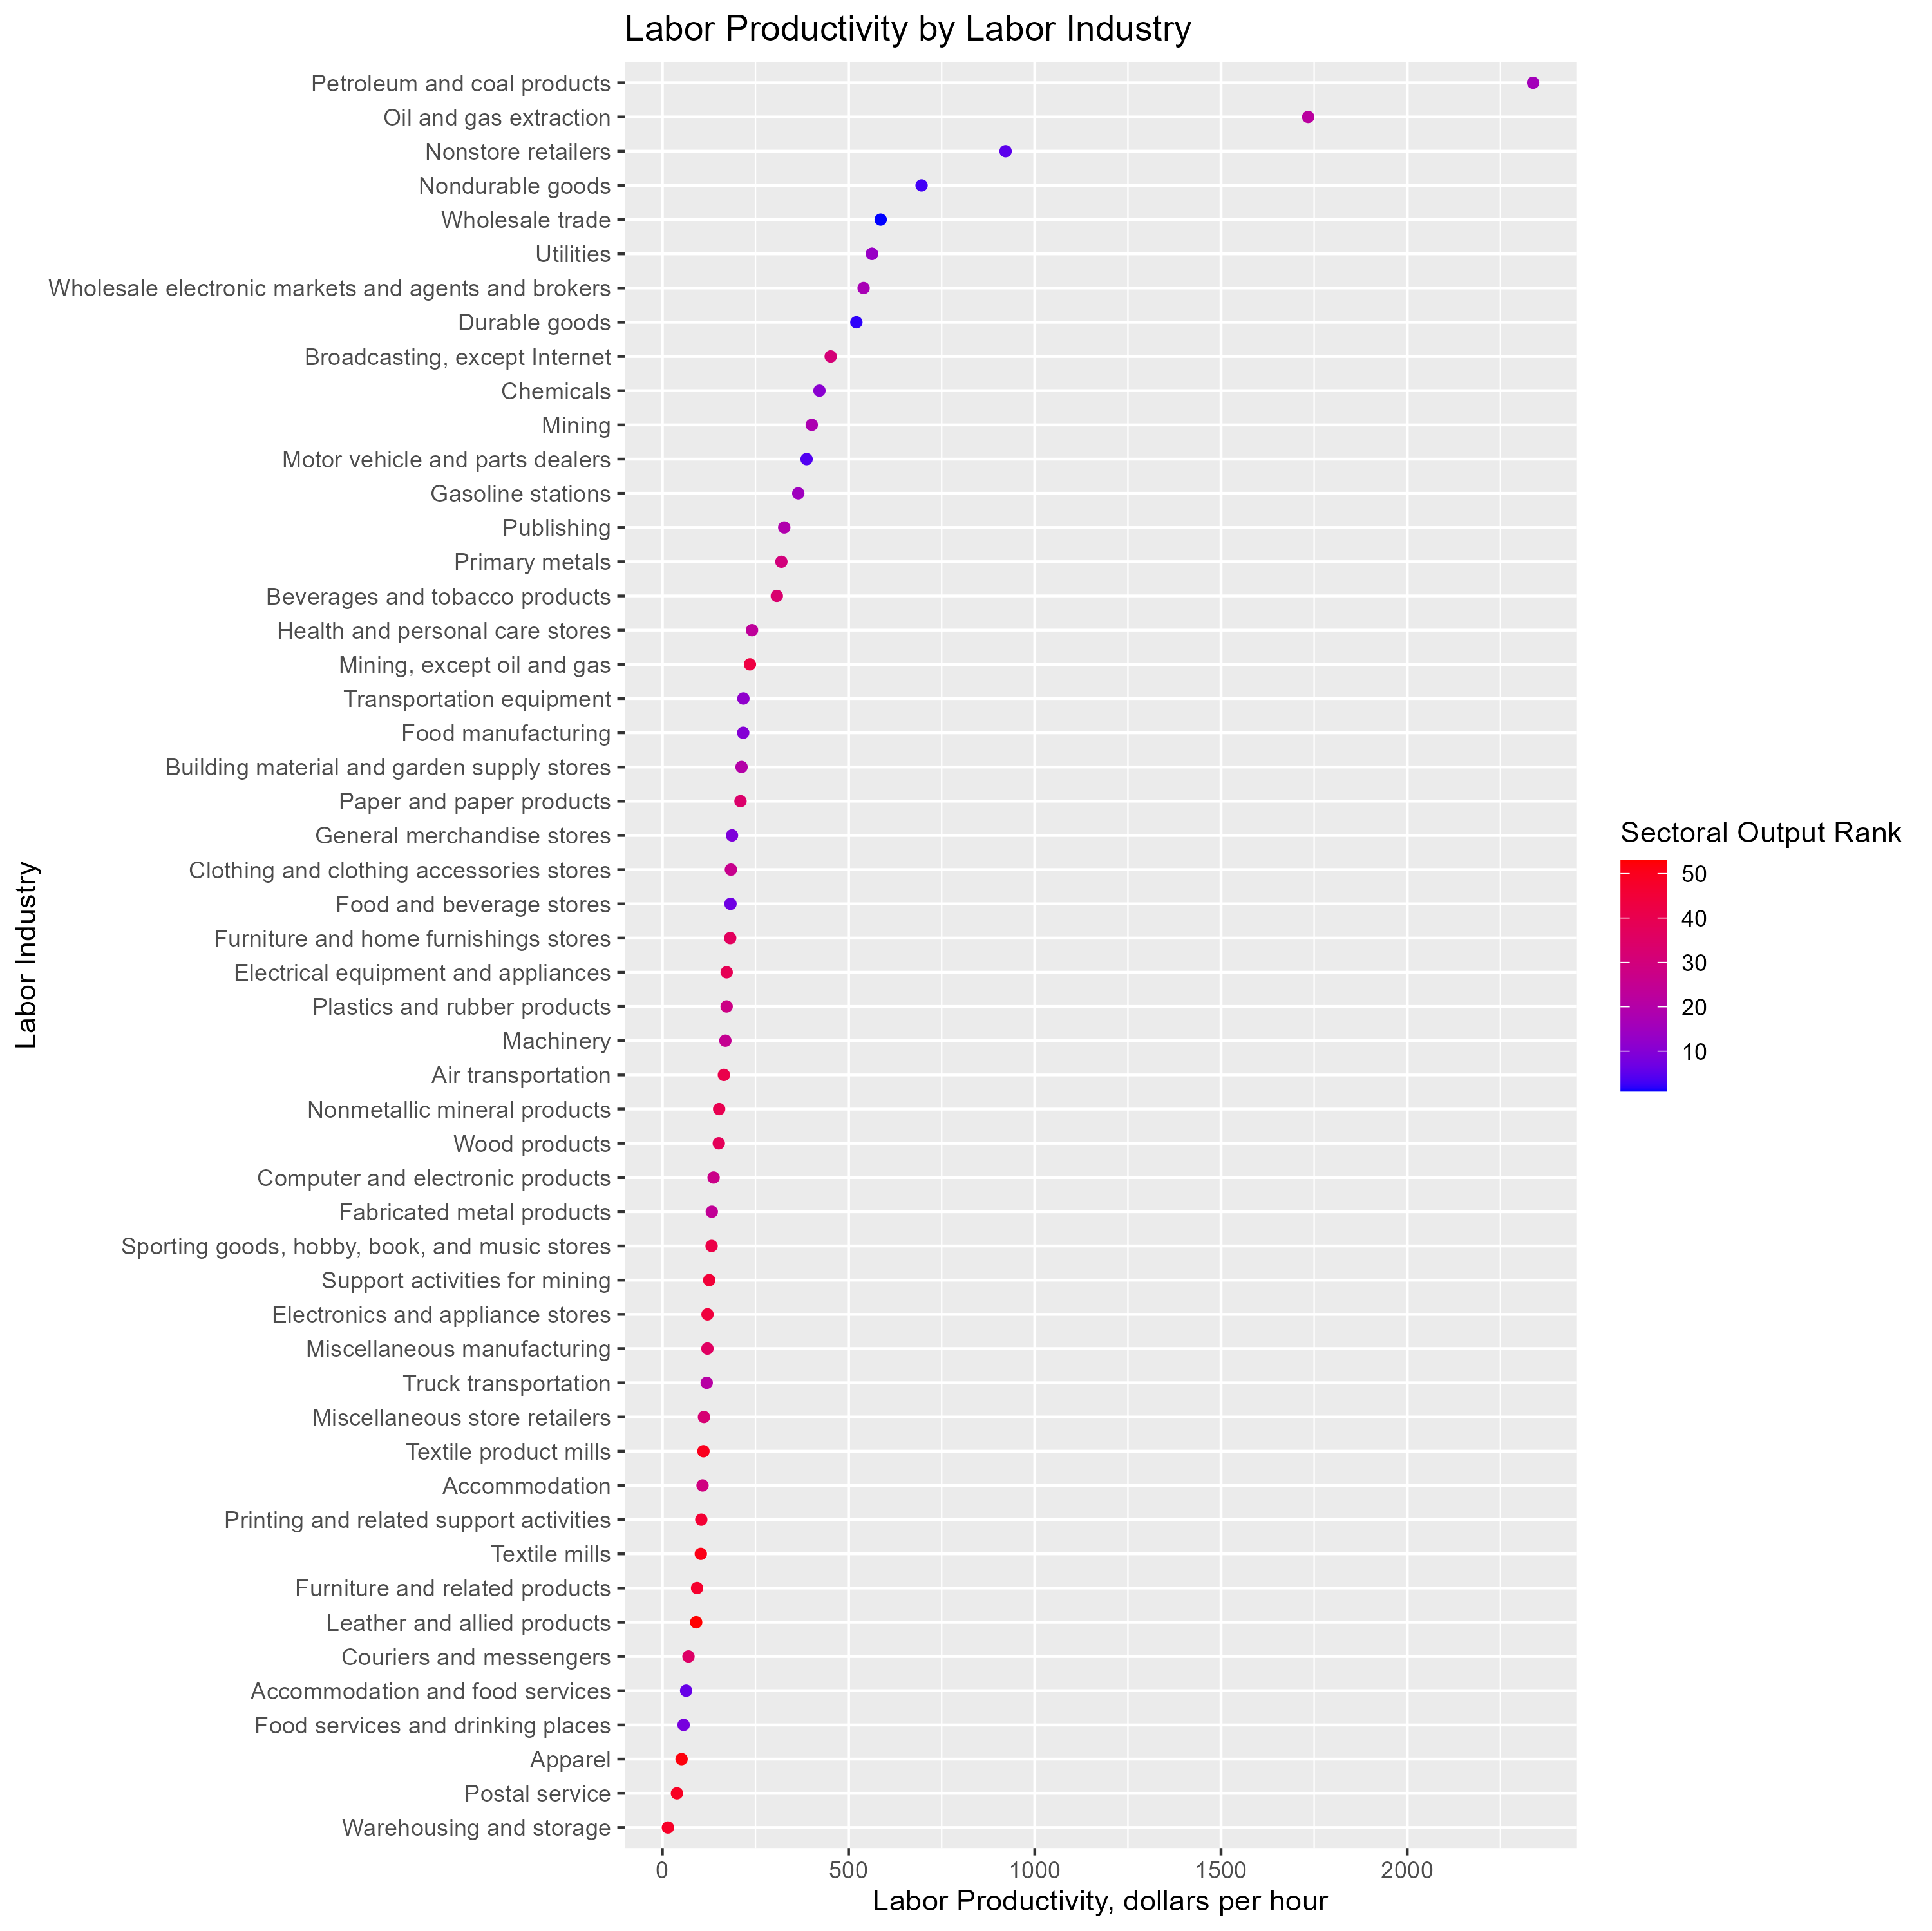 Labor Productivity by Labor Industry
Petroleum and coal products
Oil and gas extraction
Nonstore retailers
Nondurable goods
Wholesale trade
Utilities
Wholesale electronic markets and agents and brokers
Durable goods
Broadcasting, except Internet
Chemicals
Mining
Motor vehicle and parts dealers
Gasoline stations
Publishing
Primary metals
Beverages and tobacco products
Health and personal care stores
Mining, except oil and gas
Transportation equipment
Food manufacturing
Building material and garden supply stores
Paper and paper products
General merchandise stores
Clothing and clothing accessories stores
Food and beverage stores
Furniture and home furnishings stores
Electrical equipment and appliances
Plastics and rubber products
Machinery
Air transportation
Nonmetallic mineral products
Wood products
Computer and electronic products
Fabricated metal products
Sporting goods, hobby, book, and music stores
Support activities for mining
Electronics and appliance stores
Miscellaneous manufacturing
Truck transportation
Miscellaneous store retailers
Textile product mills
Accommodation
Printing and related support activities
Textile mills
Furniture and related products
Leather and allied products
Couriers and messengers
Accommodation and food services
Food services and drinking places
Apparel
Postal service
Warehousing and storage
Labor Industry
0 500 1000 1500 2000
Labor Productivity, dollars per hour
Sectoral Output Rank
50
40
30
20
10